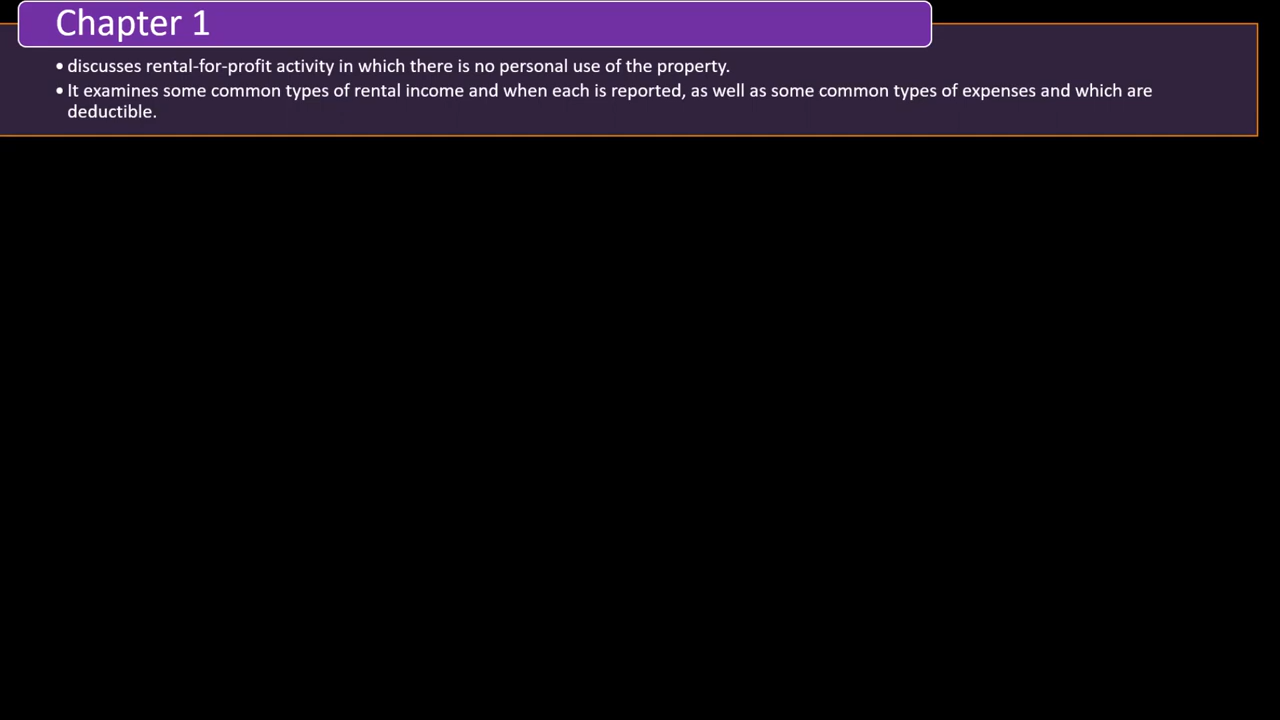 Chapter 1
• discusses rental-for-profit activity in which there is no personal use of the property.
• It examines some common types of rental income and when each is reported, as well as some common types of expenses and which are
deductible.